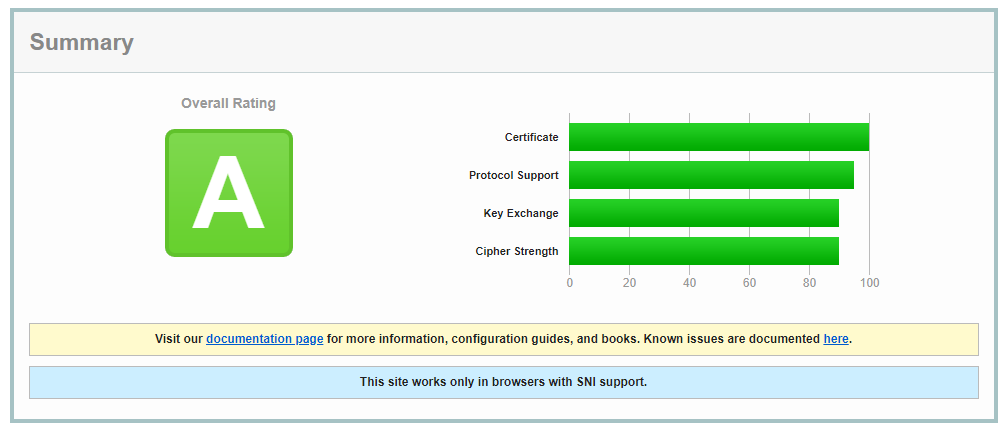 Summary
Overall Rating
A
Certificate
Protocol Support
Key Exchange
Cipher Strength
0 20 40 60 80 100
Visit our documentation page for more information, configuration guides, and books. Known issues are documented here.
This site works only in browsers with SNI support.